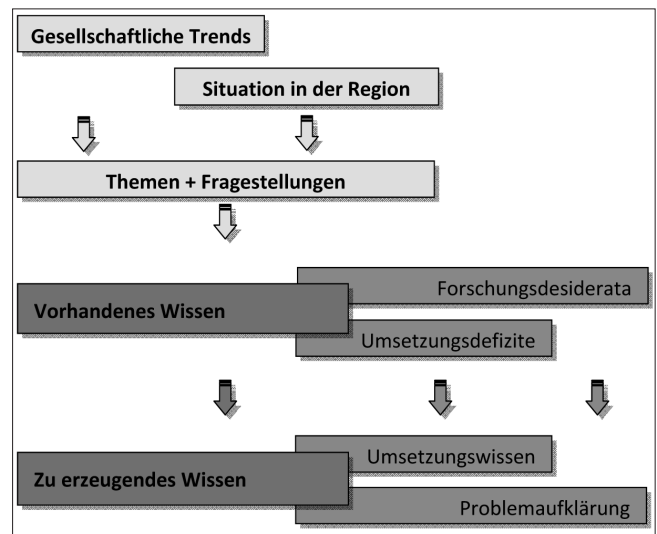 Gesellschaftliche Trends
Situation in der Region
Themen + Fragestellungen
Forschungsdesiderata
Vorhandenes Wissen
Umsetzungsdefizite
Umsetzungswissen
Zu erzeugendes Wissen
Problemaufklärung